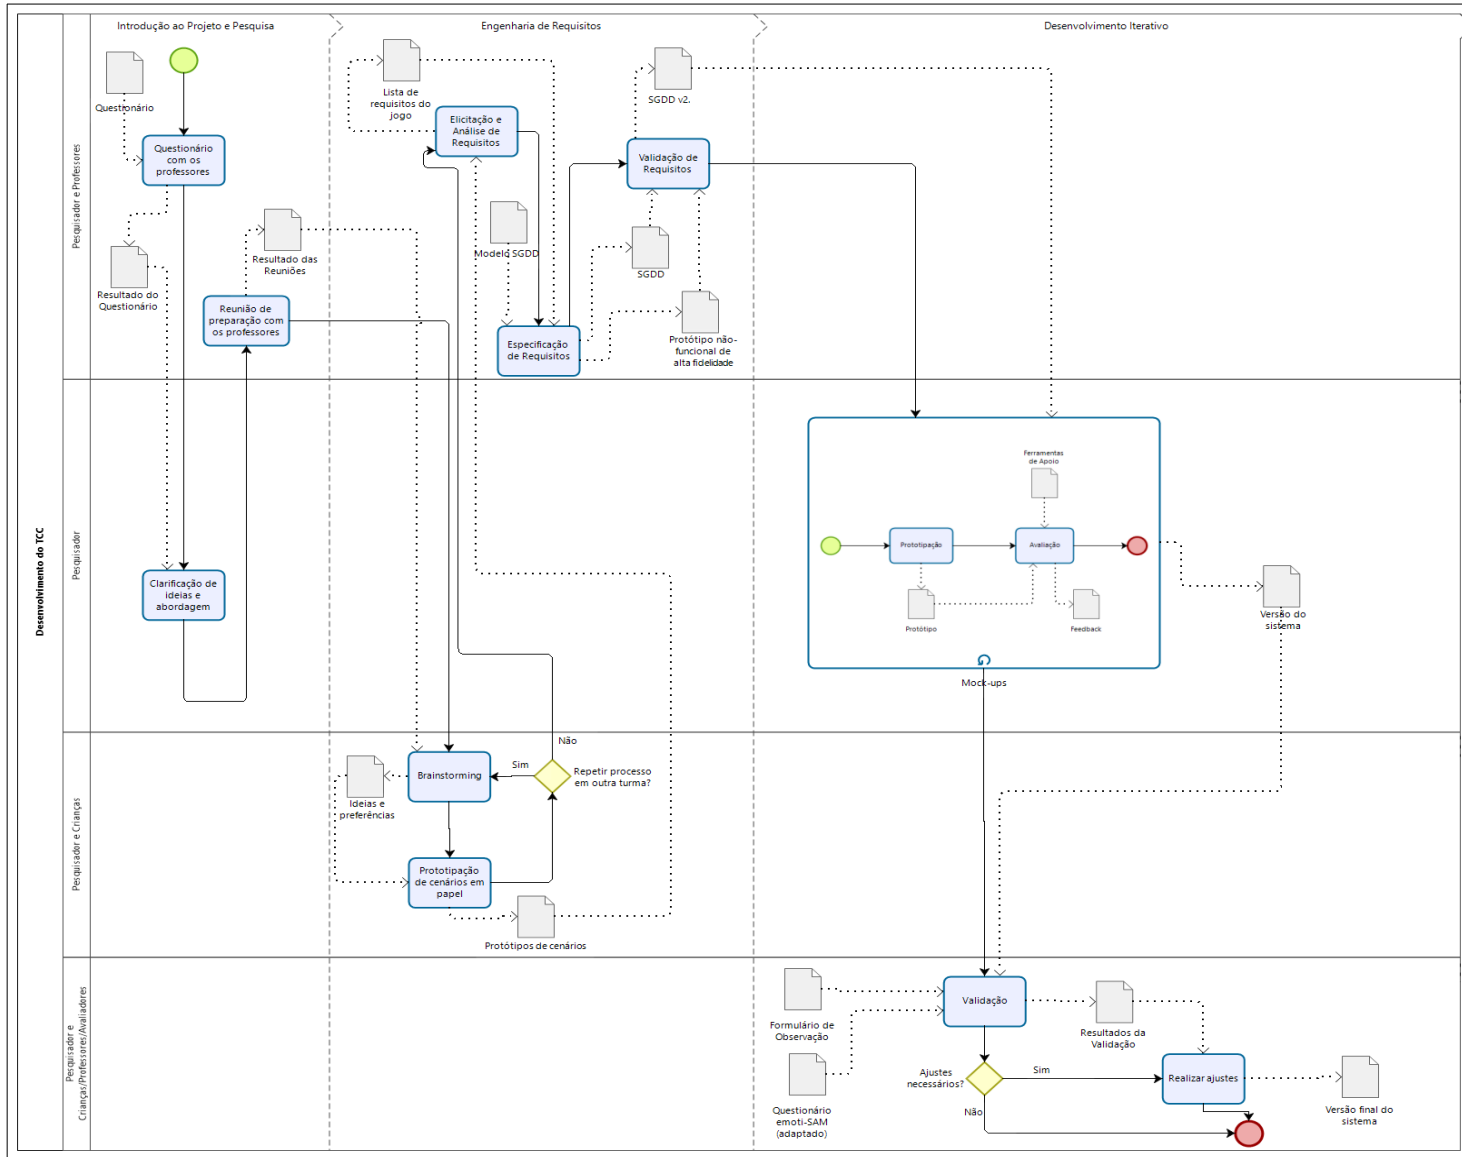 Introdução ao Projeto e Pesquisa
Engenharia de Requisitos
Desenvolvimento Iterativo
Desenvolvimento do TCC
Pesquisador e Professores
Questionário
Questionário
com os
professores
Resultado do
Questionário
Resultado das
Reuniões
Reunião de
preparação com
os professores
Lista de
requisitos do
jogo
Elicitação e
Análise de
Requisitos
Modelo SGDD
Especificação
de Requisitos
SGDD v2.
Validação de
Requisitos
SGDD
Protótipo não-
funcional de
alta fidelidade
Pesquisador
Clarificação de
ideias e
abordagem
Ferramentas
de Apoio
Prototipação
Avaliação
Protótipo
Feedback
Mock-ups
Versão do
sistema
Pesquisador e Crianças
Ideias e
preferências
Brainstorming
Sim
Não
Repetir processo
em outra turma?
Prototipação
de cenários em
papel
Protótipos de cenários
Pesquisador e
Crianças/Professores/Avaliadores
Formulário de
Observação
Questionário
emoti-SAM
(adaptado)
Validação
Resultados da
Validação
Ajustes
necessários?
Sim
Não
Realizar ajustes
Versão final do
sistema